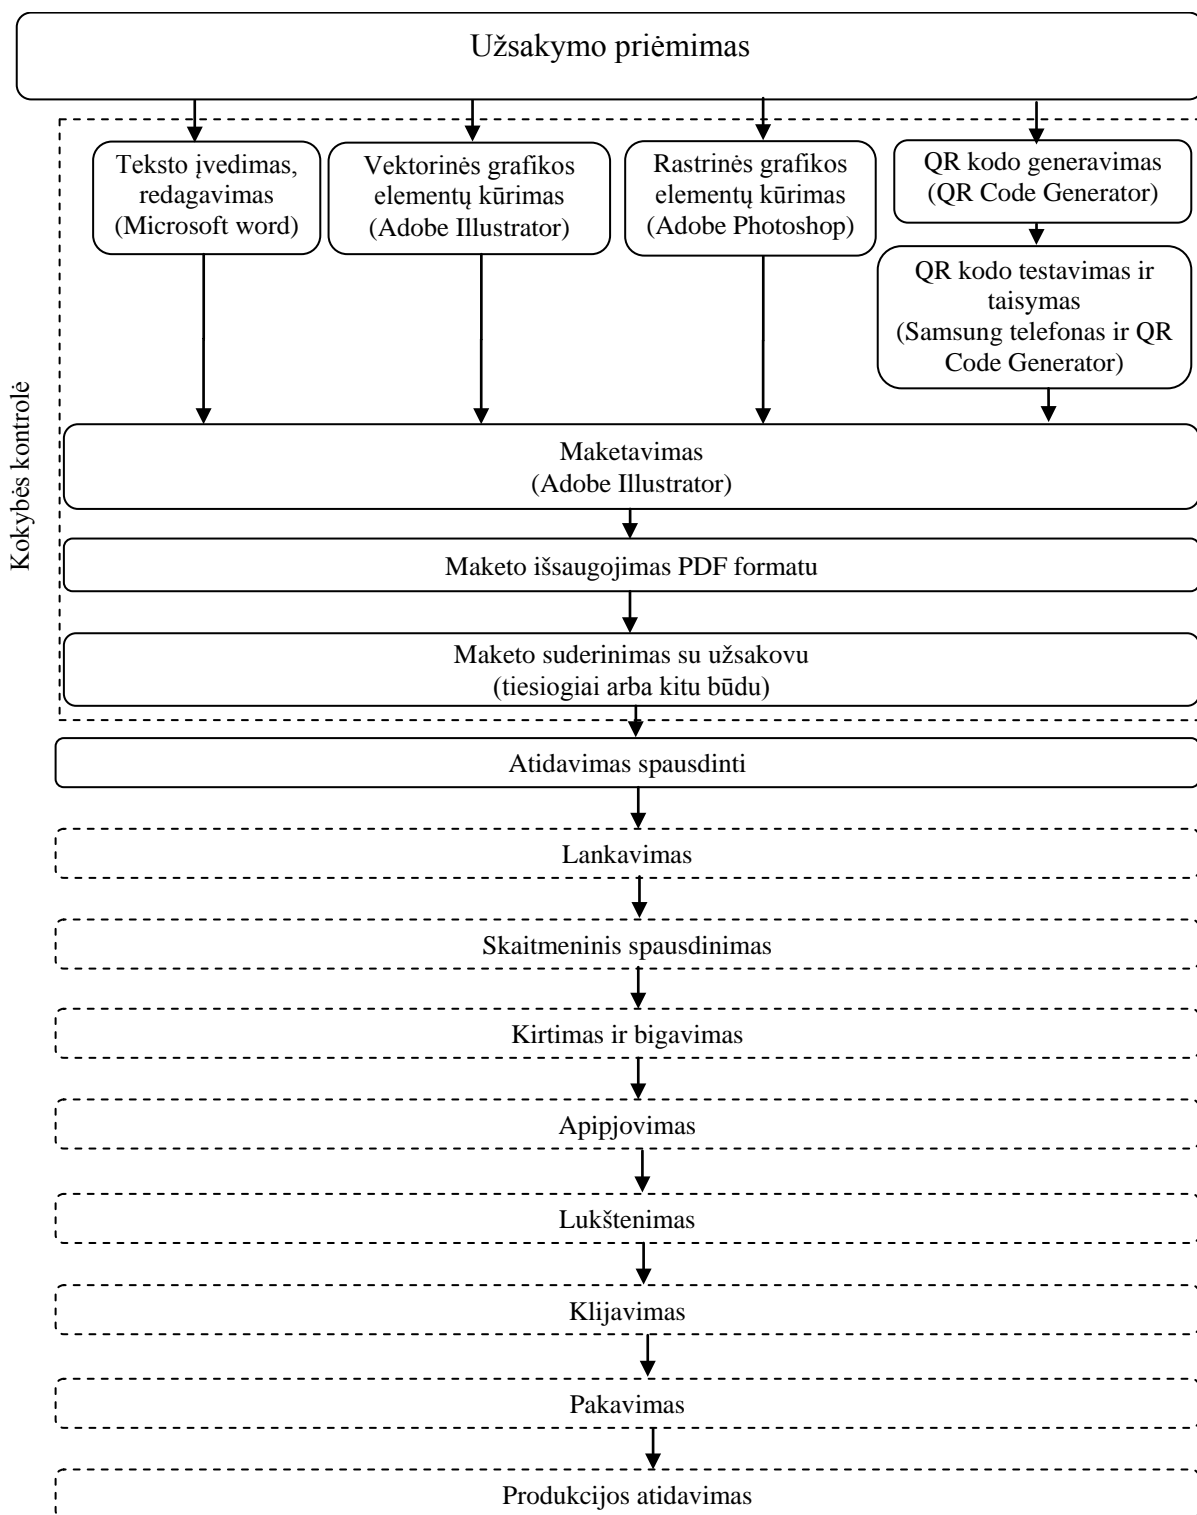 Užsakymo priėmimas
Teksto įvedimas,
redagavimas
(Microsoft word)
Vektorinės grafikos
elementų kūrimas
(Adobe Illustrator)
Rastrinės grafikos
elementų kūrimas
(Adobe Photoshop)
QR kodo generavimas
(QR Code Generator)
QR kodo testavimas ir
taisymas
(Samsung telefonas ir QR
Code Generator)
Kokybės kontrolė
Maketavimas
(Adobe Illustrator)
Maketo išsaugojimas PDF formatu
Maketo suderinimas su užsakovu
(tiesiogiai arba kitu būdu)
Atidavimas spausdinti
Lankavimas
Skaitmeninis spausdinimas
Kirtimas ir bigavimas
Apipjovimas
Lukštenimas
Klijavimas
Pakavimas
Produkcijos atidavimas